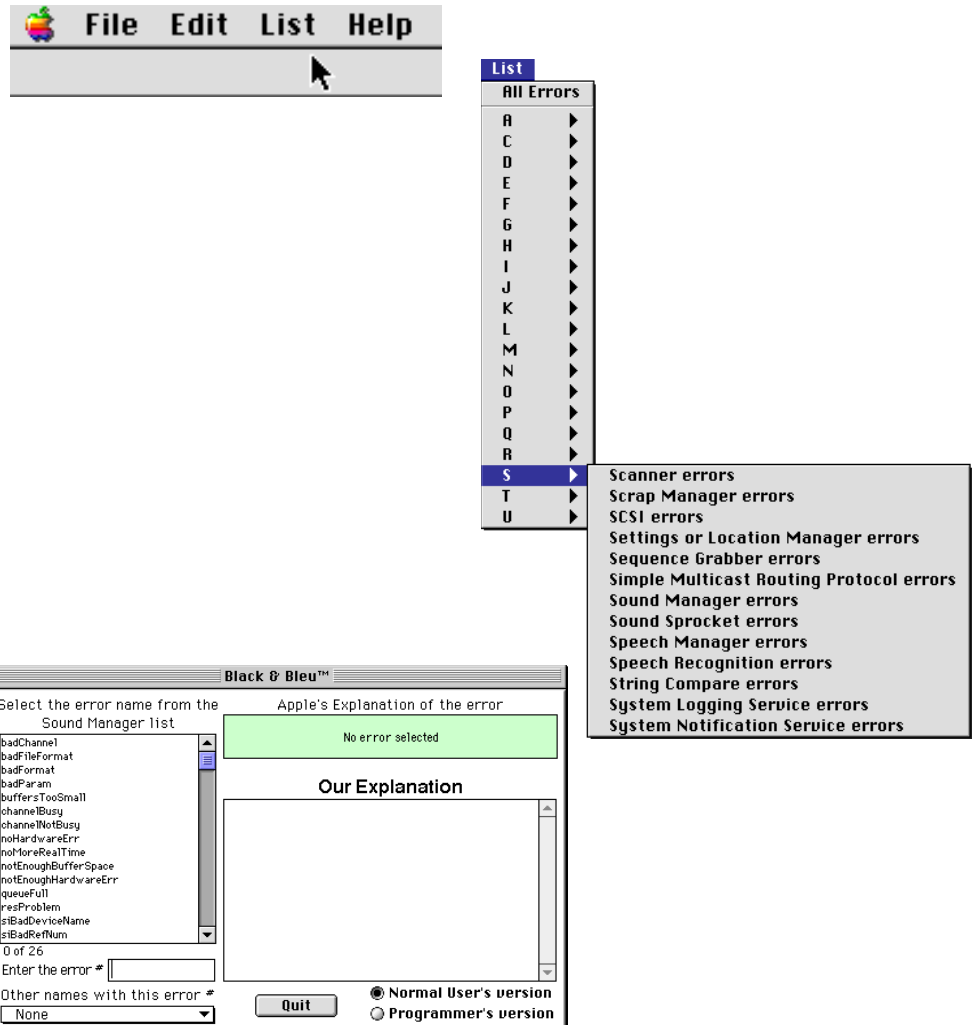 File Edit List Help
List
All Errors
A
C
D
E
F
G
H
I
J
K
L
M
N
O
P
Q
R
S
T
U
Scanner errors
Scrap Manager errors
SCSI errors
Settings or Location Manager errors
Sequence Grabber errors
Simple Multicast Routing Protocol errors
Sound Manager errors
Sound Sprocket errors
Speech Manager errors
Speech Recognition errors
String Compare errors
System Logging Service errors
System Notification Service errors
Black & Bleu™
Select the error name from the
Sound Manager list
badChannel
badFileFormat
badFormat
badParam
buffersTooSmall
channelBusy
channelNotBusy
noHardwareErr
noMoreRealTime
notEnoughBufferSpace
notEnoughHardwareErr
queueFull
resProblem
siBadDeviceName
siBadRefNum
0 of 26
Enter the error #
Other names with this error #
None
Apple's Explanation of the error
No error selected
Our Explanation
Quit
Normal User's version
Programmer's version